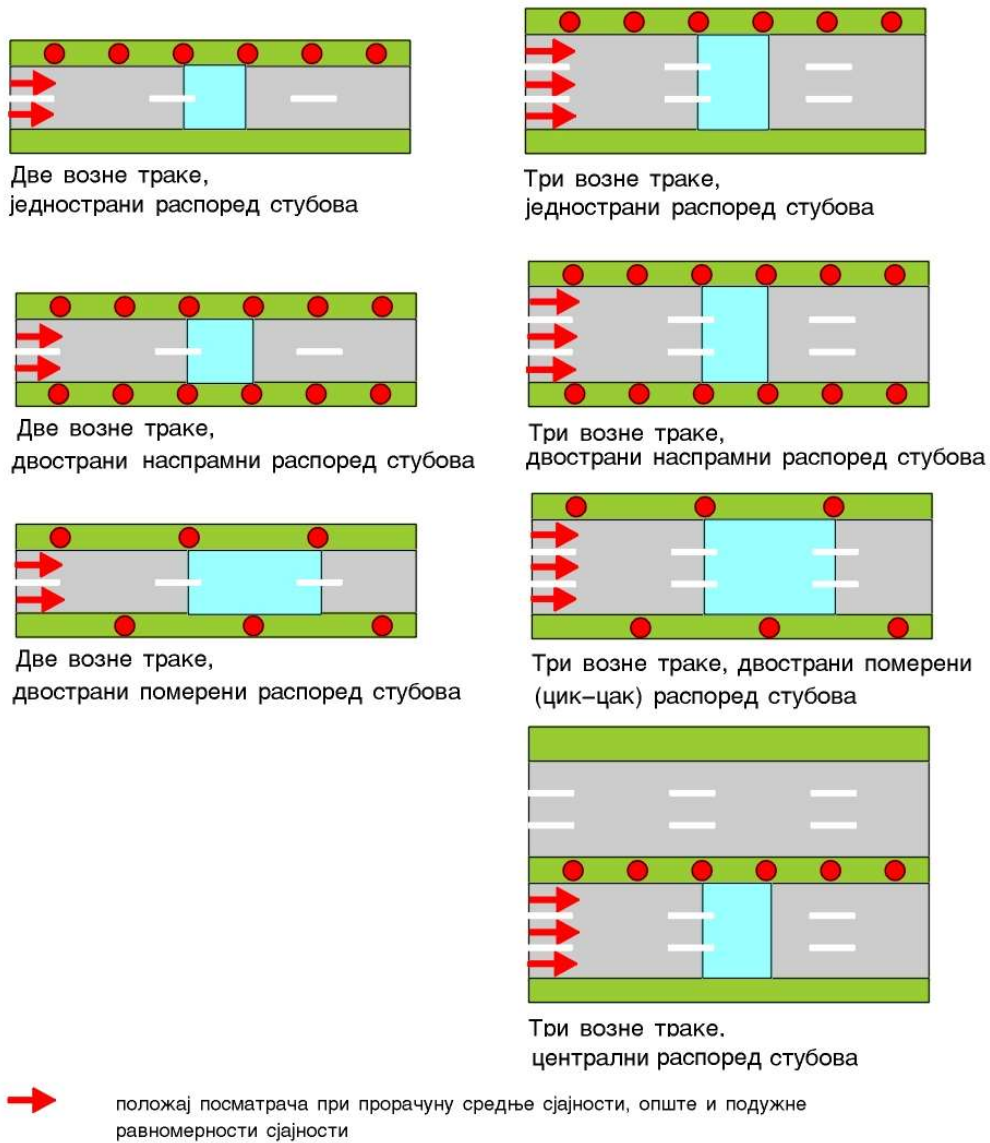 Две возне траке,
једнострани распоред стубова
Три возне траке,
једнострани распоред стубова
Две возне траке,
двострани наспрамни распоред стубова
Три возне траке,
двострани наспрамни распоред стубова
Две возне траке,
двострани померени распоред стубова
Три возне траке, двострани померени
(цик–цак) распоред стубова
Три возне траке.
централни распоред стубова
положај посматрача при прорачуну средње сјајности, опште и подужне
равномерности сјајности